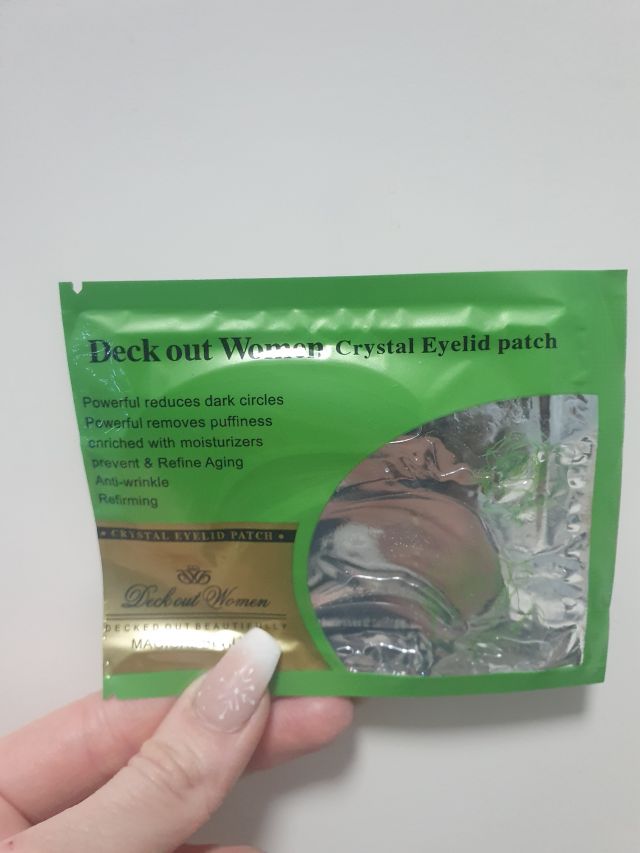 Deck out Women Crystal Eyelid patch
Powerful reduces dark circles
Powerful removes puffiness
enriched with moisturizers
prevent & Refine Aging
Anti-wrinkle
Refirming
• CRYSTAL EYELID PATCH •
Deck out Women
DECKED OUT BEAUTIFULLY